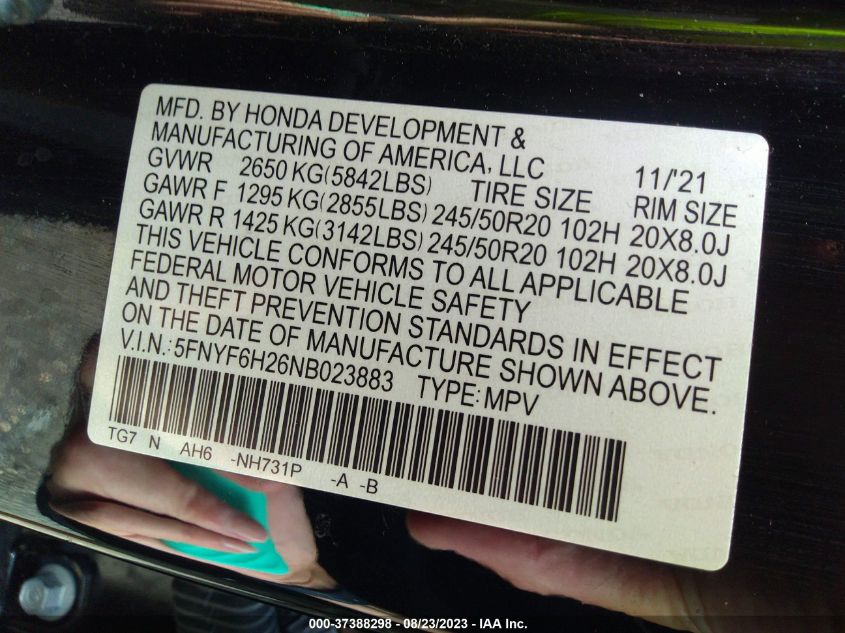 MFD. BY HONDA DEVELOPMENT &
MANUFACTURING OF AMERICA, LLC 11/'21
GVWR 2650 KG(5842LBS) TIRE SIZE RIM SIZE
GAWR F 1295 KG(2855LBS) 245/50R20 102H 20X8.0J
GAWR R 1425 KG(3142LBS) 245/50R20 102H 20X8.0J
THIS VEHICLE CONFORMS TO ALL APPLICABLE
FEDERAL MOTOR VEHICLE SAFETY
AND THEFT PREVENTION STANDARDS IN EFFECT
ON THE DATE OF MANUFACTURE SHOWN ABOVE.
V.I.N.:5FNYF6H26NB023883 TYPE:MPV
TG7 N AH6 -NH731P -A -B
000-37388298 - 08/23/2023 - IAA Inc.